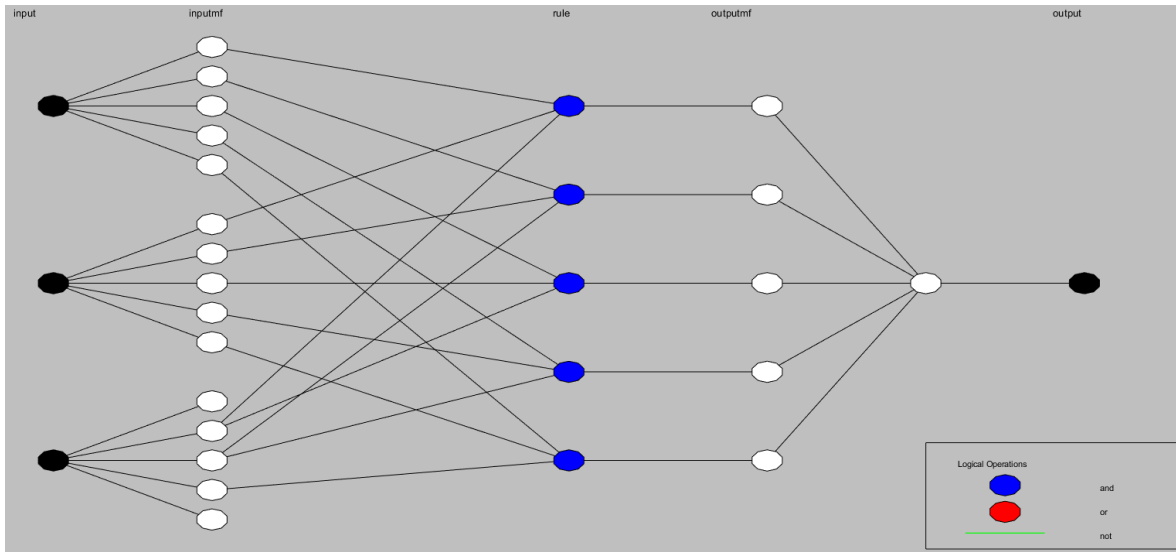 input inputmf rule outputmf output
Logical Operations
and
or
not